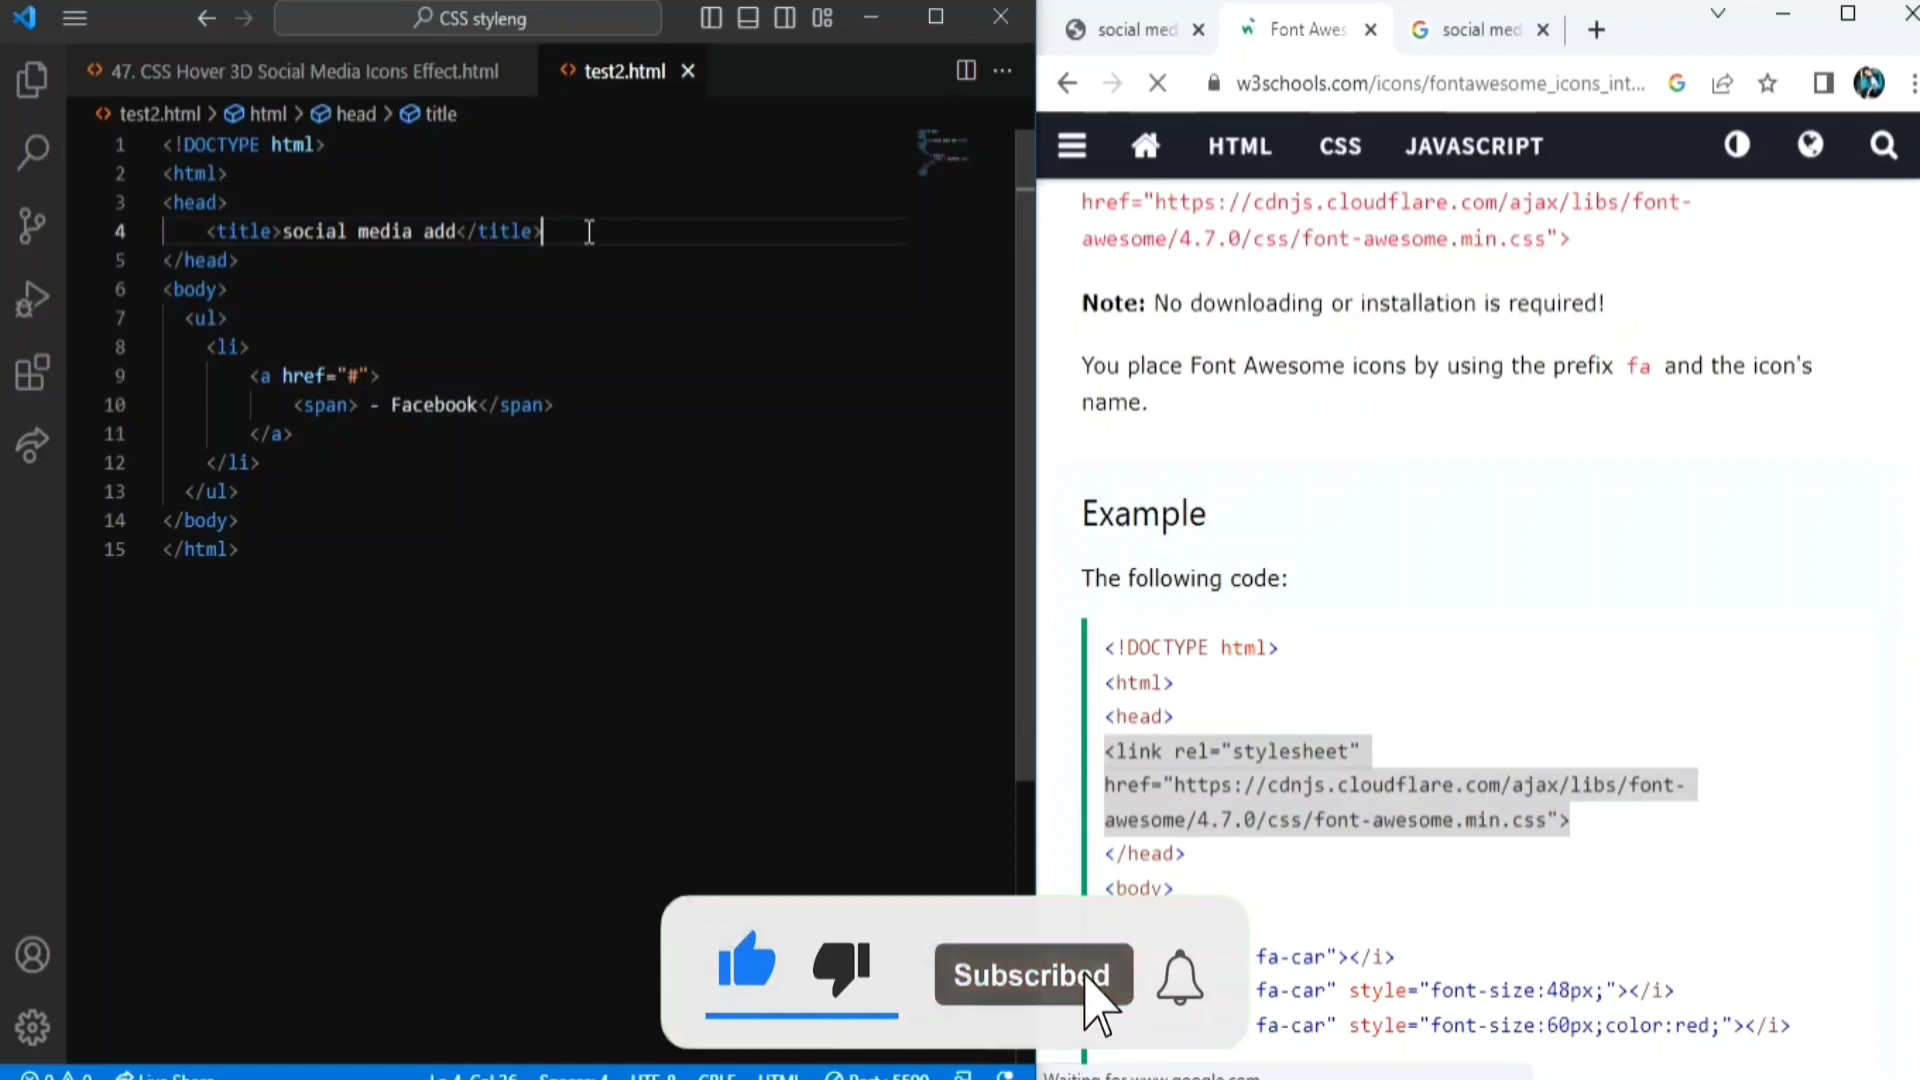 CSS styleng
47. CSS Hover 3D Social Media Icons Effect.html
test2.html
test2.html > html > head > title
1 <!DOCTYPE html>
2 <html>
3 <head>
4 <title>social media add</title>
5 </head>
6 <body>
7 <ul>
8 <li>
9 <a href="#">
10 <span> - Facebook</span>
11 </a>
12 </li>
13 </ul>
14 </body>
15 </html>
social med
Font Awes
social med
w3schools.com/icons/fontawesome_icons_int...
HTML CSS JAVASCRIPT
href="https://cdnjs.cloudflare.com/ajax/libs/font-
awesome/4.7.0/css/font-awesome.min.css">
Note: No downloading or installation is required!
You place Font Awesome icons by using the prefix fa and the icon's
name.
Example
The following code:
<!DOCTYPE html>
<html>
<head>
<link rel="stylesheet"
href="https://cdnjs.cloudflare.com/ajax/libs/font-
awesome/4.7.0/css/font-awesome.min.css">
</head>
<body>
fa-car"></i>
fa-car" style="font-size:48px;"></i>
fa-car" style="font-size:60px;color:red;"></i>
Subscribed
Waiting for www.google.com